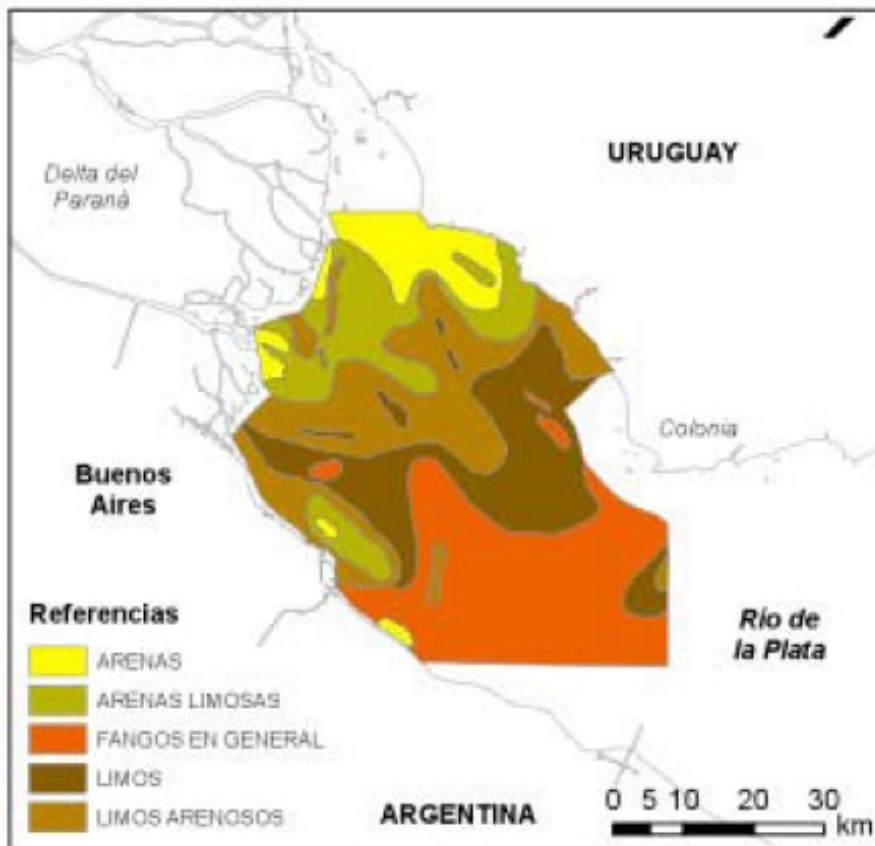 URUGUAY
Delta del
Paranà
Colonia
Buenos
Aires
Río de
la Plata
Referencias
ARENAS
ARENAS LIMOSAS
FANGOS EN GENERAL
LIMOS
LIMOS ARENOSOS
ARGENTINA
0 5 10 20 30
km